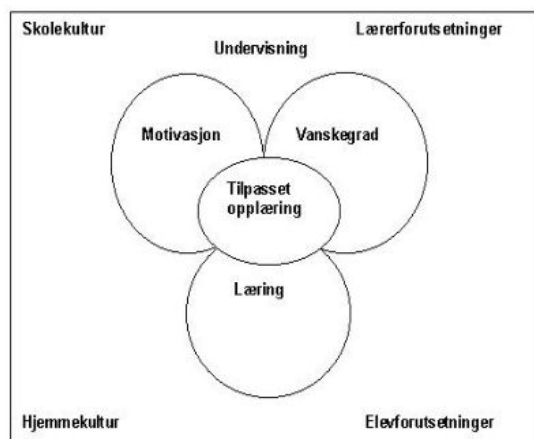 Skolekultur
Lærerforutsetninger
Undervisning
Motivasjon
Vanskegrad
Tilpasset
opplæring
Læring
Hjemmekultur
Elevforutsetninger